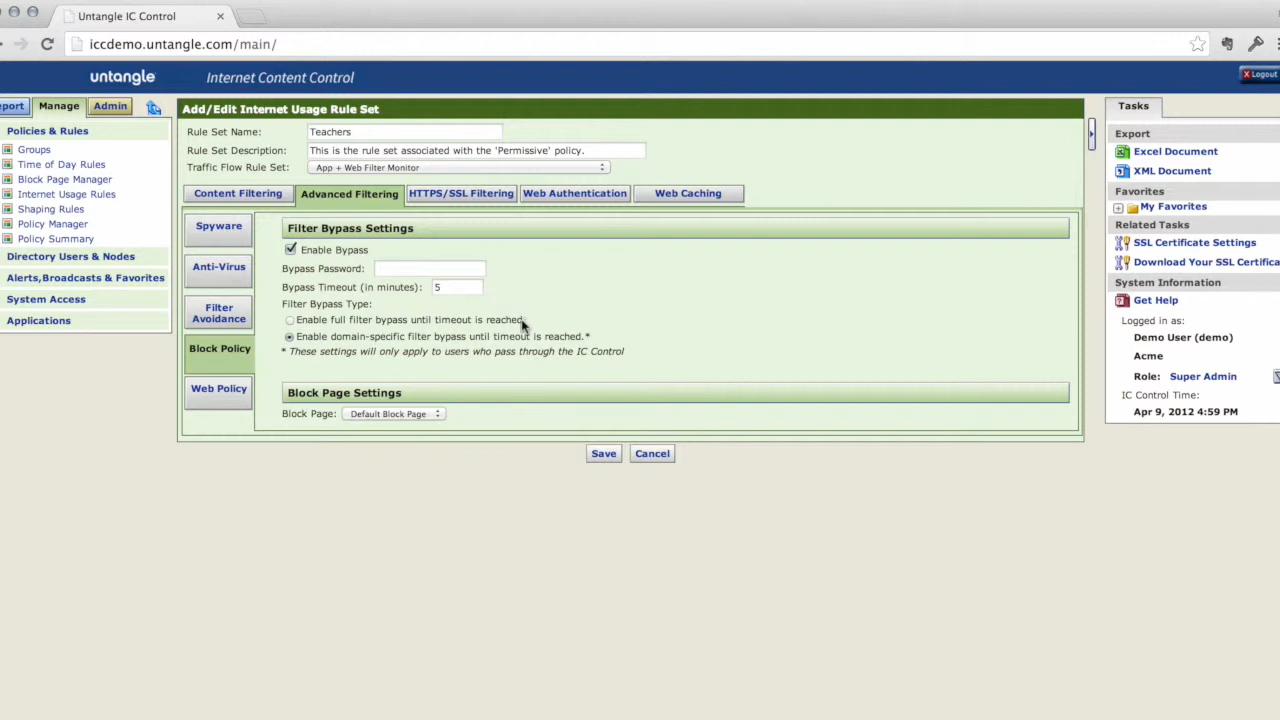 Untangle IC Control
iccdemo.untangle.com/main/
untangle Internet Content Control
Logout
port Manage Admin
Policies & Rules
Groups
Time of Day Rules
Block Page Manager
Internet Usage Rules
Shaping Rules
Policy Manager
Policy Summary
Directory Users & Nodes
Alerts,Broadcasts & Favorites
System Access
Applications
Add/Edit Internet Usage Rule Set
Rule Set Name: Teachers
Rule Set Description: This is the rule set associated with the 'Permissive' policy.
Traffic Flow Rule Set: App + Web Filter Monitor
Content Filtering Advanced Filtering HTTPS/SSL Filtering Web Authentication Web Caching
Spyware
Anti-Virus
Filter
Avoidance
Block Policy
Web Policy
Filter Bypass Settings
Enable Bypass
Bypass Password:
Bypass Timeout (in minutes): 5
Filter Bypass Type:
Enable full filter bypass until timeout is reached.
Enable domain-specific filter bypass until timeout is reached.*
* These settings will only apply to users who pass through the IC Control
Block Page Settings
Block Page: Default Block Page
Save Cancel
Tasks
Export
Excel Document
XML Document
Favorites
My Favorites
Related Tasks
SSL Certificate Settings
Download Your SSL Certifica
System Information
Get Help
Logged in as:
Demo User (demo)
Acme
Role: Super Admin
IC Control Time:
Apr 9, 2012 4:59 PM